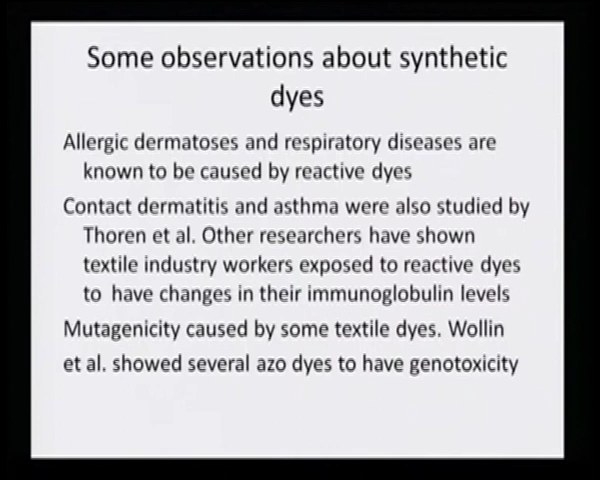 Some observations about synthetic
dyes
Allergic dermatoses and respiratory diseases are
known to be caused by reactive dyes
Contact dermatitis and asthma were also studied by
Thoren et al. Other researchers have shown
textile industry workers exposed to reactive dyes
to have changes in their immunoglobulin levels
Mutagenicity caused by some textile dyes. Wollin
et al. showed several azo dyes to have genotoxicity